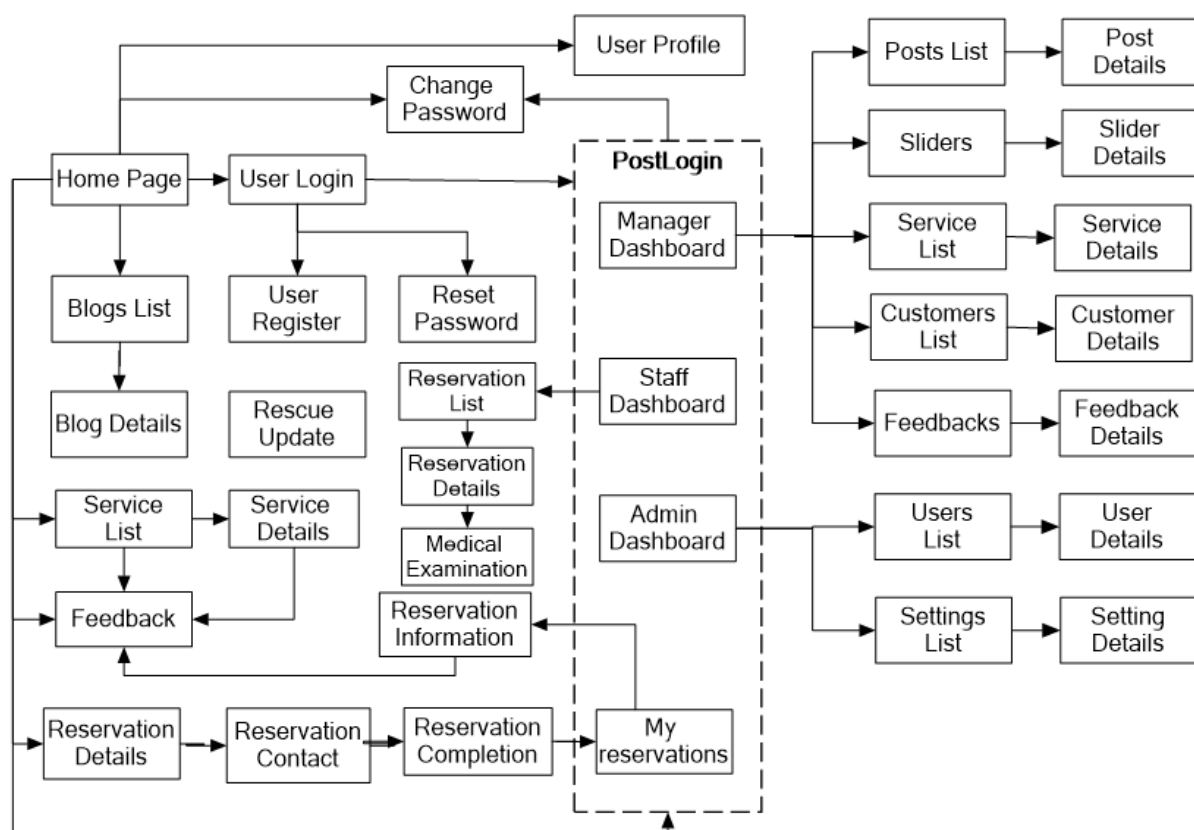 User Profile
Change
Password
Home Page
User Login
Blogs List
User
Register
Reset
Password
Blog Details
Rescue
Update
Reservation
List
Reservation
Details
Medical
Examination
Service
List
Service
Details
Feedback
Reservation
Information
Reservation
Details
Reservation
Contact
Reservation
Completion
PostLogin
Manager
Dashboard
Staff
Dashboard
Admin
Dashboard
My
reservations
Posts List
Post
Details
Sliders
Slider
Details
Service
List
Service
Details
Customers
List
Customer
Details
Feedbacks
Feedback
Details
Users
List
User
Details
Settings
List
Setting
Details